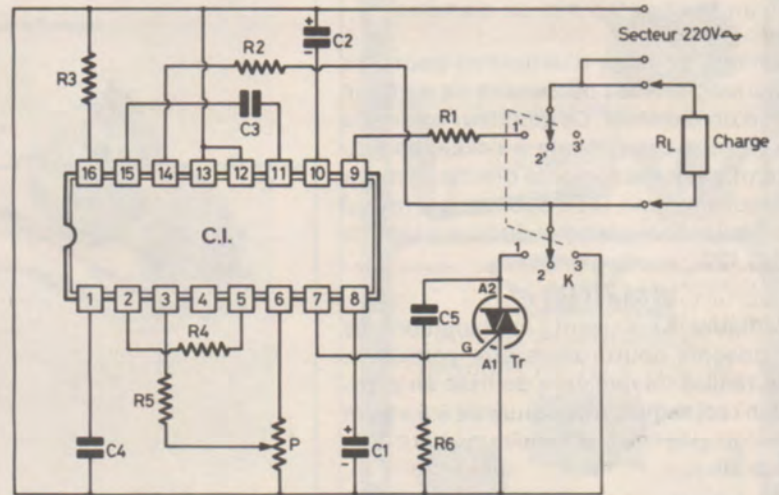 C2
Secteur 220V~
R2
R3
C3
R1
1'
3'
2'
RL
Charge
16
15
14
13
12
11
10
9
C.I.
1
2
3
K
A2
1
2
3
4
5
6
7
8
C5
G
A1
Tr
R4
R5
P
C4
C1
R6
+
-
+
-